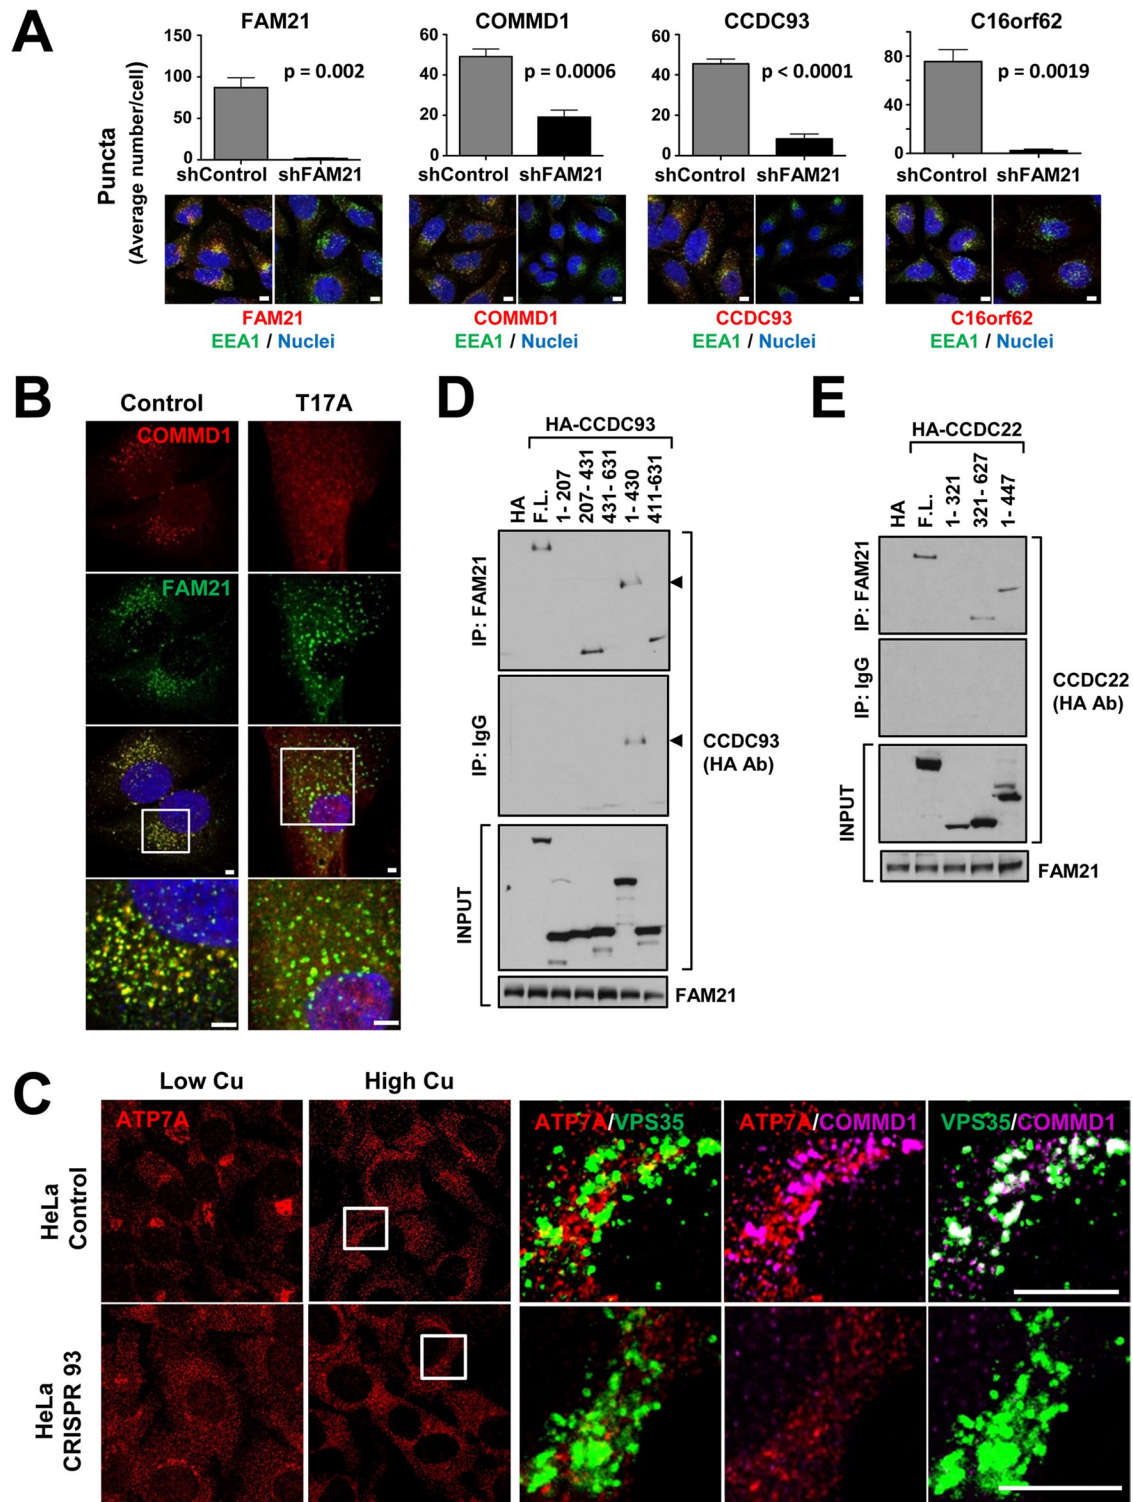 A
FAM21
COMMD1
CCDC93
C16orf62
Puncta
(Average number/cell)
150
100
50
0
p = 0.002
shControl shFAM21
60
40
20
0
p = 0.0006
shControl shFAM21
60
40
20
0
p < 0.0001
shControl shFAM21
80
60
40
20
0
p = 0.0019
shControl shFAM21
FAM21
EEA1 / Nuclei
COMMD1
EEA1 / Nuclei
CCDC93
EEA1 / Nuclei
C16orf62
EEA1 / Nuclei
B
Control
T17A
COMMD1
FAM21
D
HA-CCDC93
HA
F.L.
1- 207
207- 431
431- 631
1- 430
411-631
IP: FAM21
IP: IgG
INPUT
CCDC93
(HA Ab)
FAM21
E
HA-CCDC22
HA
F.L.
1- 321
321- 627
1- 447
IP: FAM21
IP: IgG
INPUT
CCDC22
(HA Ab)
FAM21
C
Low Cu
High Cu
HeLa
Control
HeLa
CRISPR 93
ATP7A
ATP7A/VPS35
ATP7A/COMMD1
VPS35/COMMD1